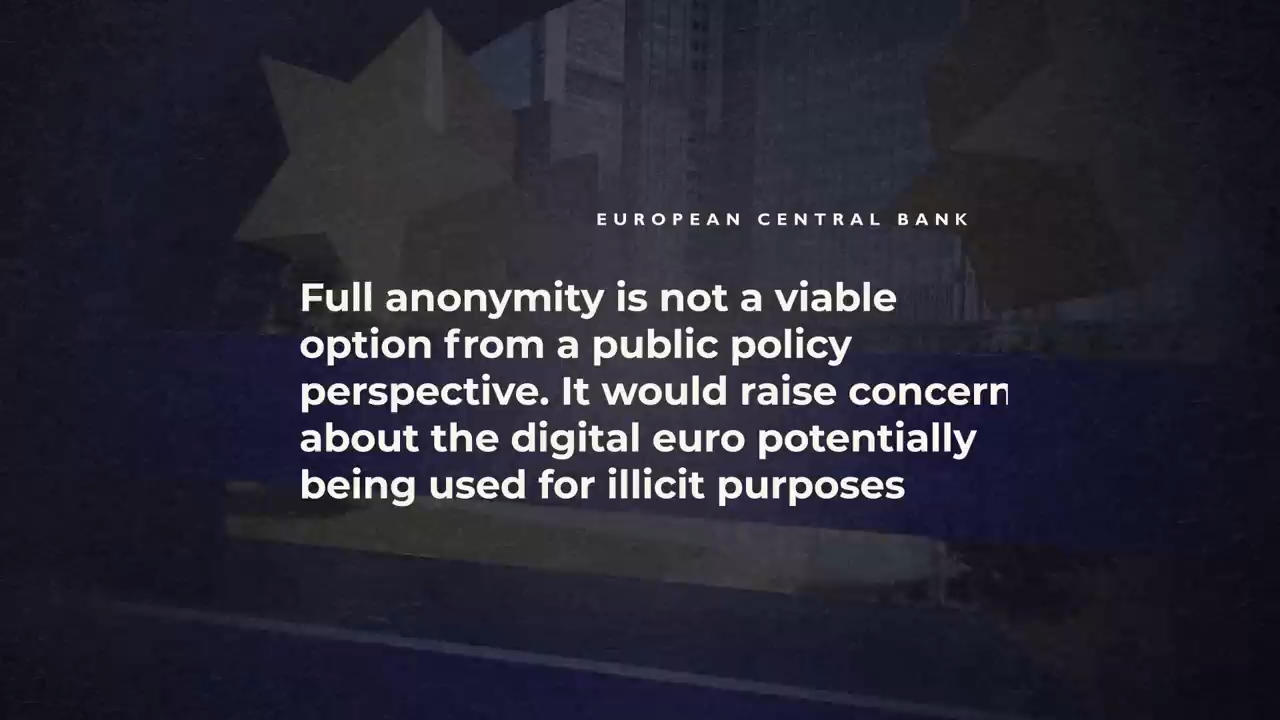 EUROPEAN CENTRAL BANK
Full anonymity is not a viable
option from a public policy
perspective. It would raise concern
about the digital euro potentially
being used for illicit purposes